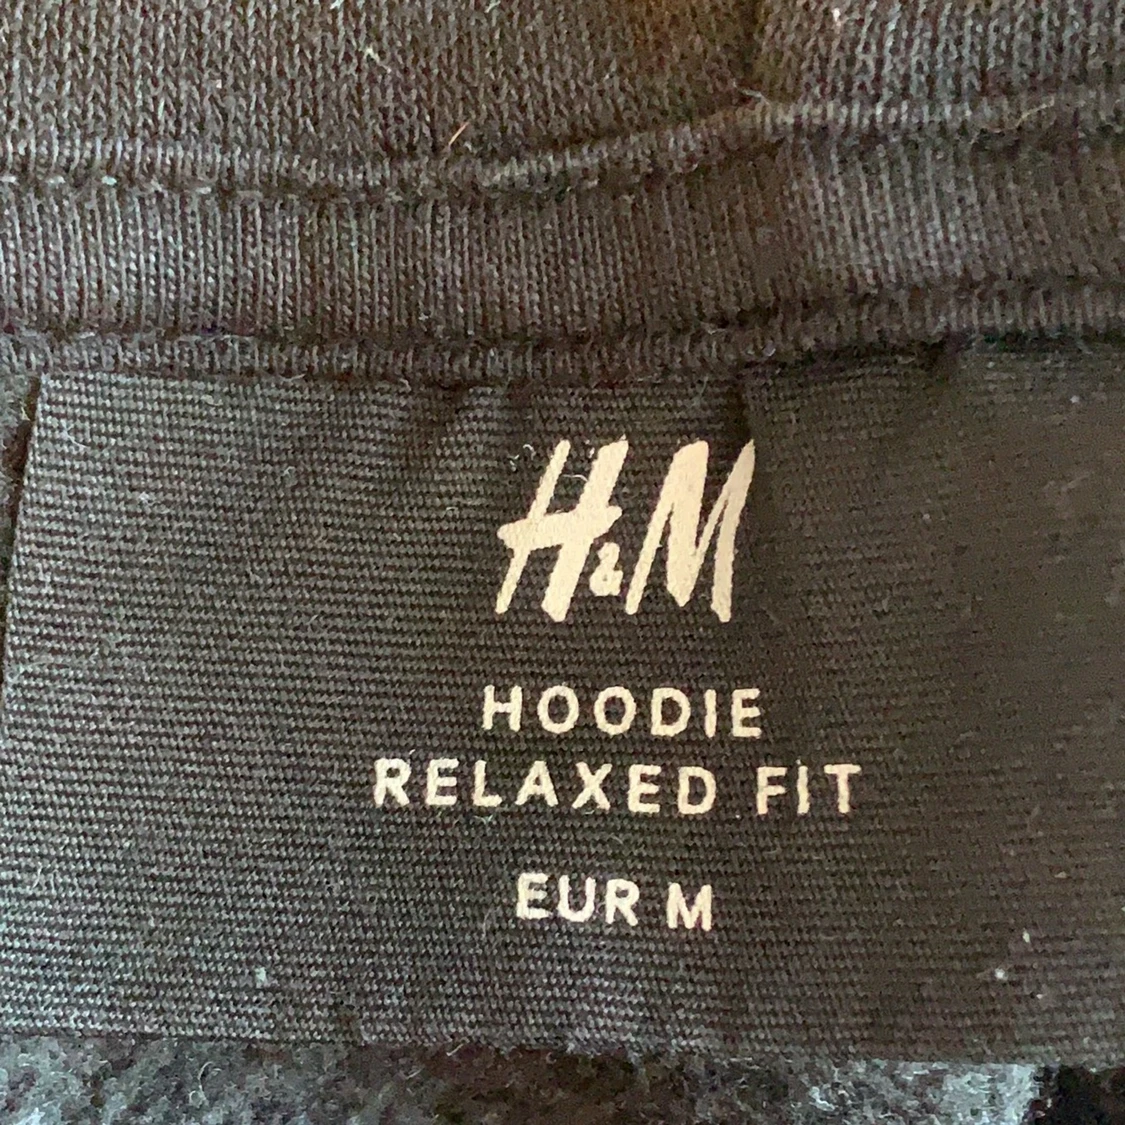 H&M
HOODIE
RELAXED FIT
EUR M